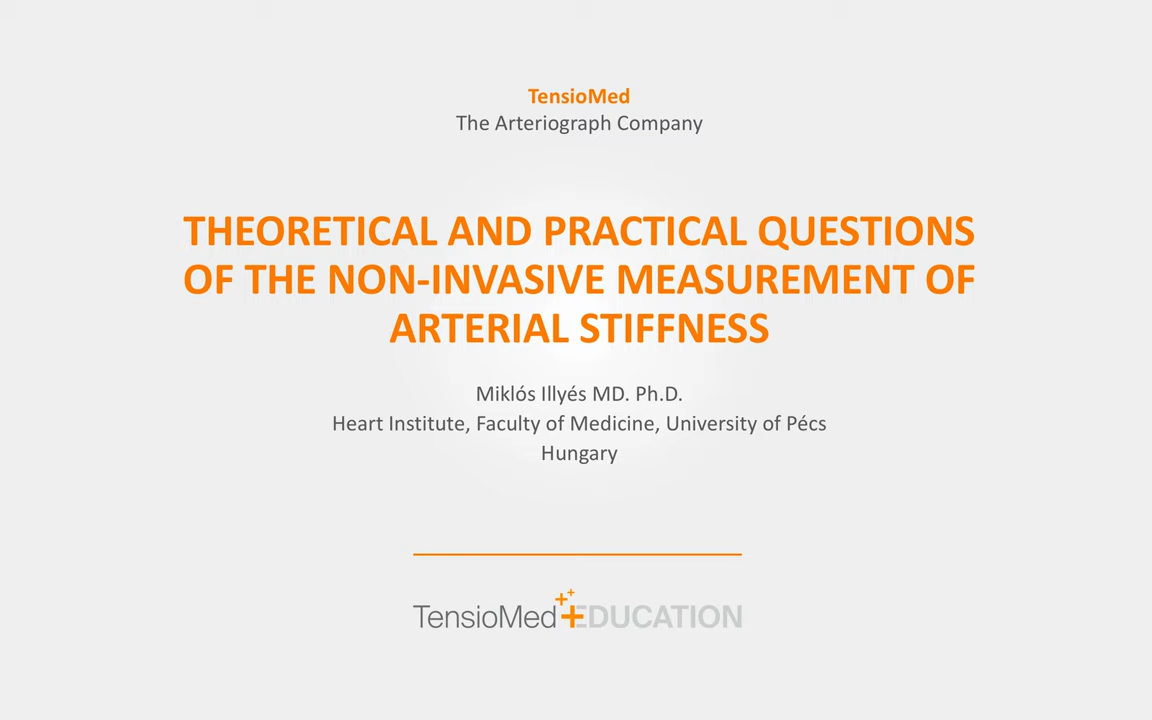 TensioMed
The Arteriograph Company
THEORETICAL AND PRACTICAL QUESTIONS
OF THE NON-INVASIVE MEASUREMENT OF
ARTERIAL STIFFNESS
Miklós Illyés MD. Ph.D.
Heart Institute, Faculty of Medicine, University of Pécs
Hungary
TensioMed EDUCATION